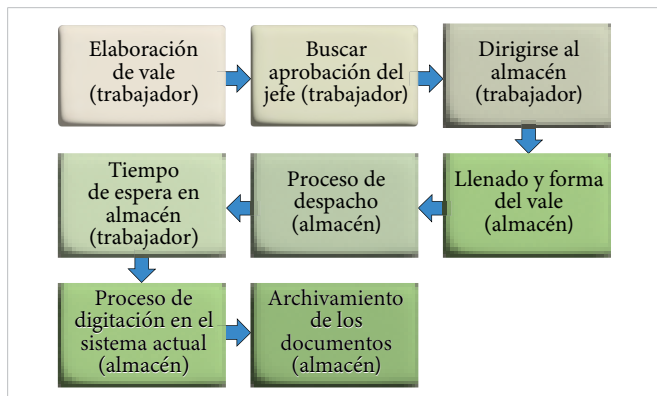 Elaboración
de vale
(trabajador)
Buscar
aprobación del
jefe (trabajador)
Dirigirse al
almacén
(trabajador)
Llenado y forma
del vale
(almacén)
Proceso de
despacho
(almacén)
Tiempo
de espera en
almacén
(trabajador)
Proceso de
digitación en el
sistema actual
(almacén)
Archivamiento
de los
documentos
(almacén)